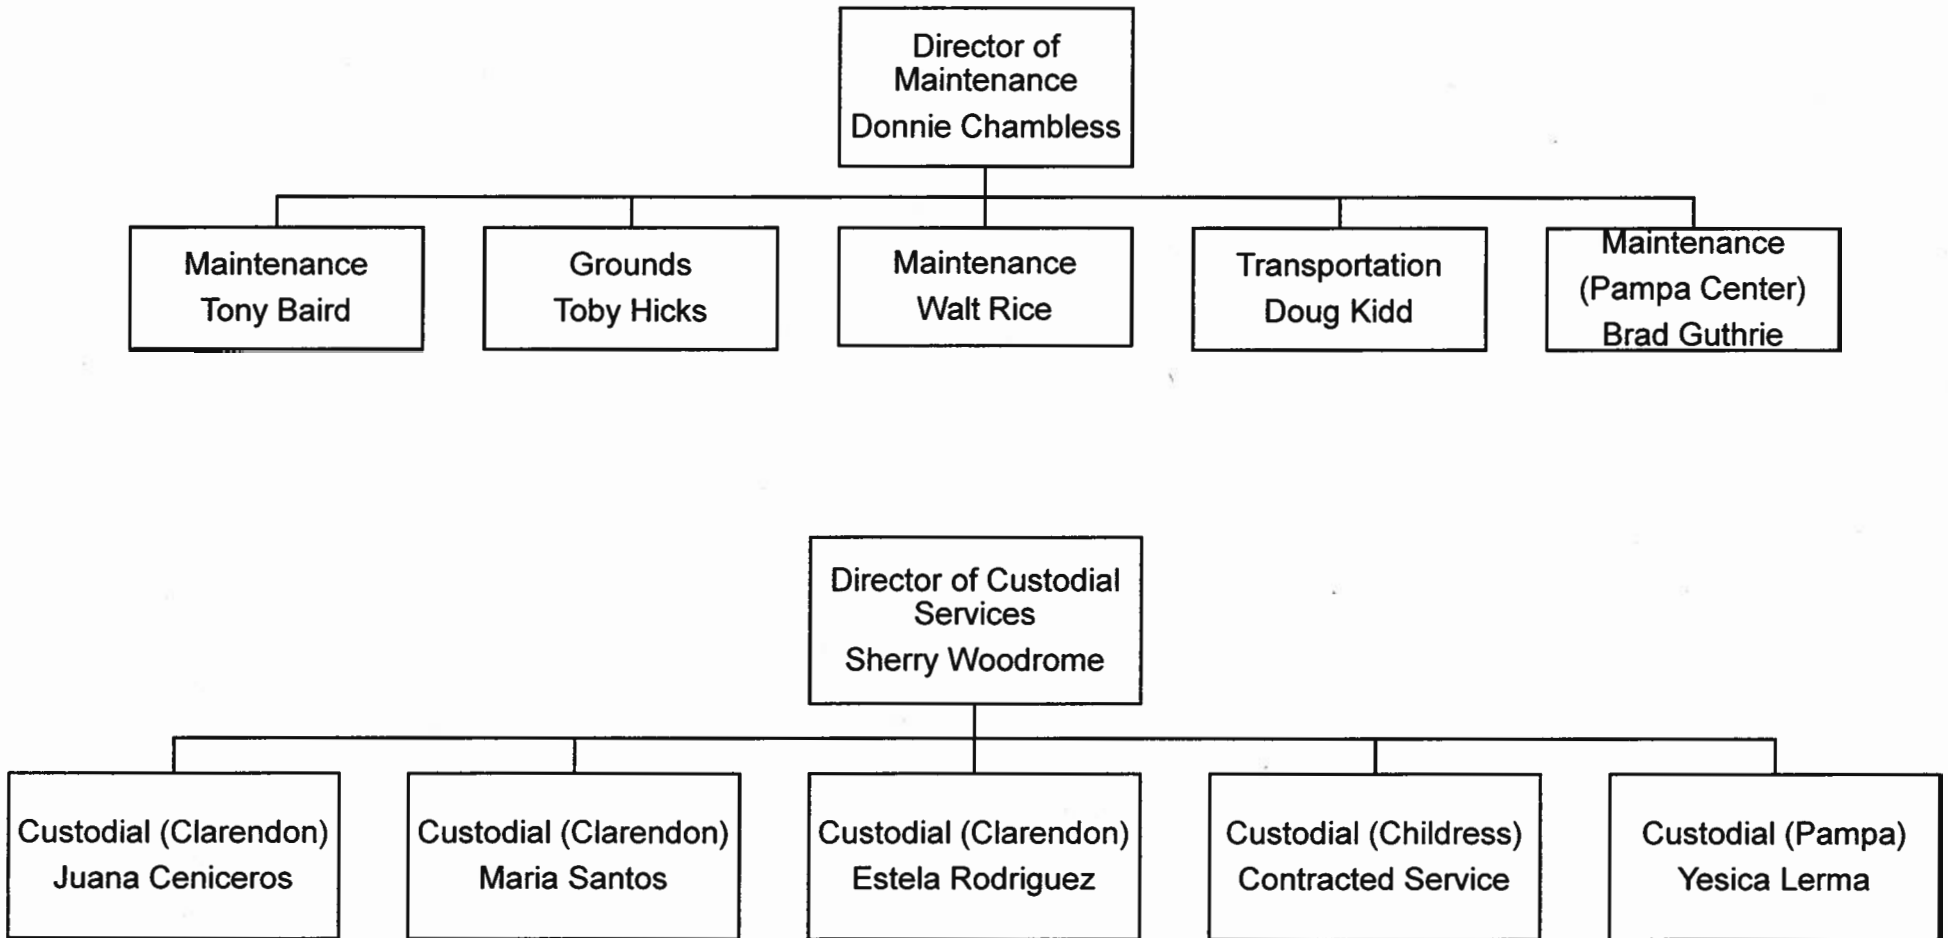 Director of
Maintenance
Donnie Chambless
Maintenance
Tony Baird
Grounds
Toby Hicks
Maintenance
Walt Rice
Transportation
Doug Kidd
Maintenance
(Pampa Center)
Brad Guthrie
Director of Custodial
Services
Sherry Woodrome
Custodial (Clarendon)
Juana Ceniceros
Custodial (Clarendon)
Maria Santos
Custodial (Clarendon)
Estela Rodriguez
Custodial (Childress)
Contracted Service
Custodial (Pampa)
Yesica Lerma